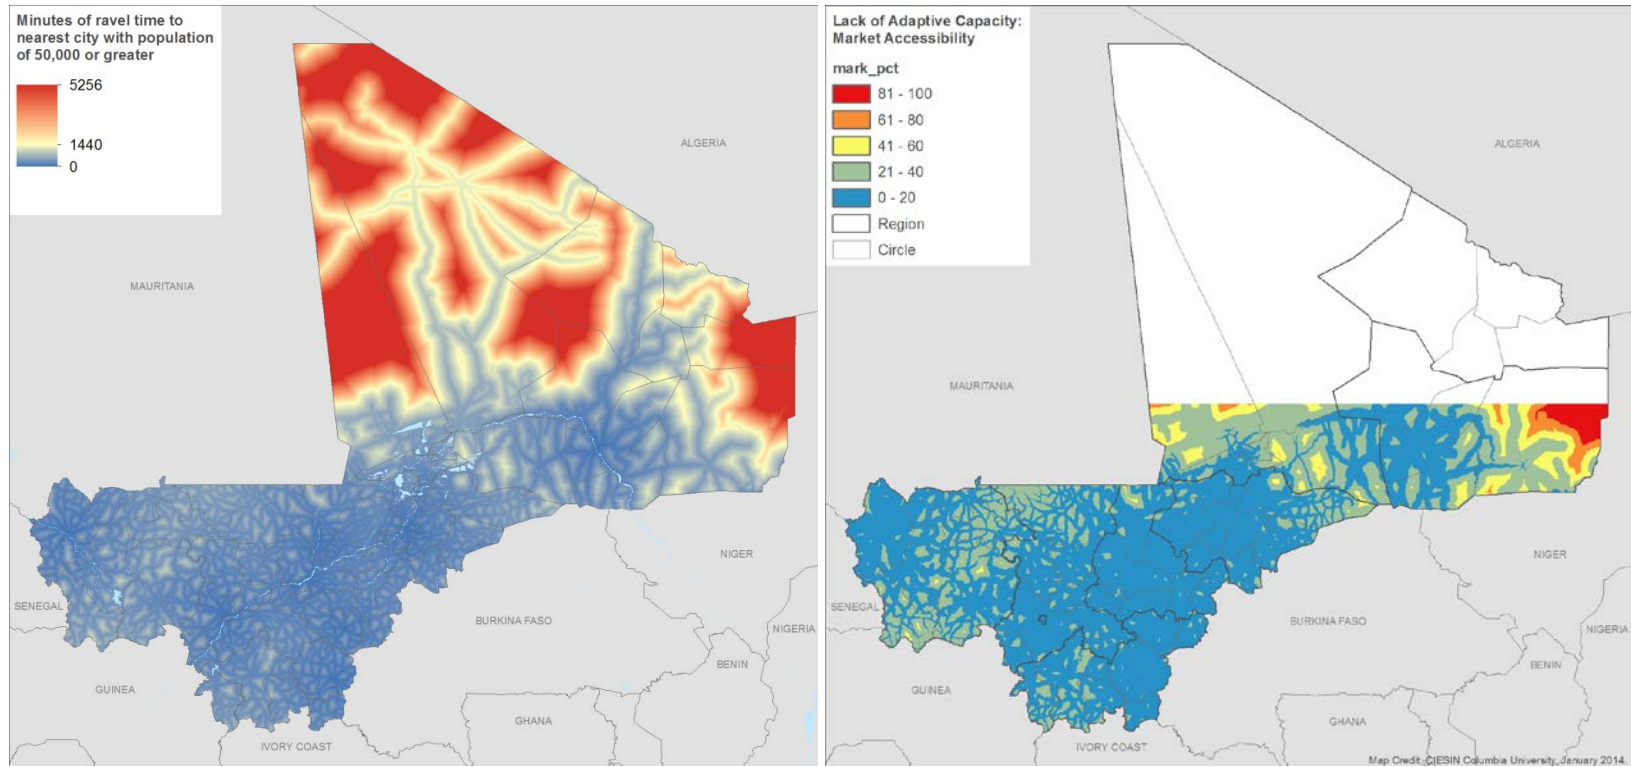 Minutes of ravel time to
nearest city with population
of 50,000 or greater
5256
1440
0
ALGERIA
MAURITANIA
NIGER
SENEGAL
BURKINA FASO
NIGERIA
BENIN
GUINEA
GHANA
IVORY COAST
Lack of Adaptive Capacity:
Market Accessibility
mark_pct
81 - 100
61 - 80
41 - 60
21 - 40
0 - 20
Region
Circle
ALGERIA
MAURITANIA
NIGER
SENEGAL
BURKINA FASO
NIGERIA
BENIN
GUINEA
GHANA
IVORY COAST
Map Credit: CIESIN Columbia University, January 2014.